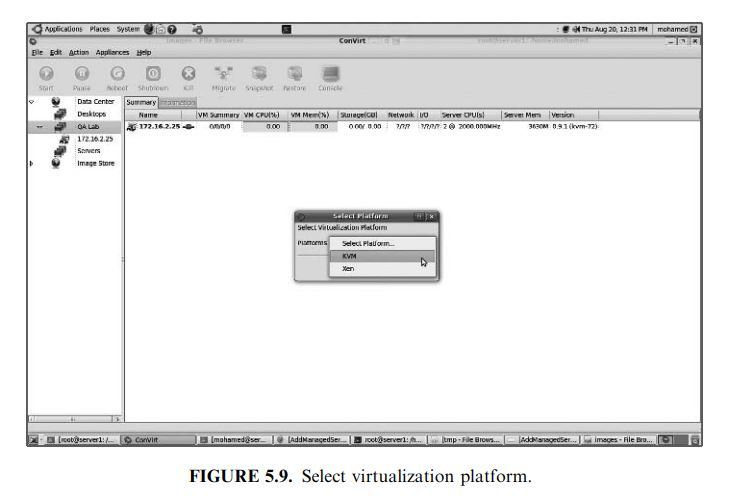 Applications Places System Thu Aug 20, 12:31 PM mohamed
images - File Browser ConVirt
File Edit Action Appliances Help
Start Pause Reboot Shutdown Kill Migrate Snapshot Restore Console
Data Center
Desktops
QA Lab
172.16.2.25
Servers
Image Store
Summary Information
Name VM Summary VM CPU(%) VM Mem(%) Storage(GB) Network I/O Server CPU(s) Server Mem Version
172.16.2.25 0/0/0/0 0.00 0.00 0.00/ 0.00 ?/?/? ?/?/?/? 2 @ 2000.000MHz 3630M 0.9.1 (kvm-72)
Select Platform
Select Virtualization Platform
Platforms Select Platform...
KVM
Xen
[root@server1: /... ConVirt [mohamed@ser... [AddManagedSer... root@server1: /h... [tmp - File Brows... [AddManagedSer... images - File Bro...
FIGURE 5.9. Select virtualization platform.